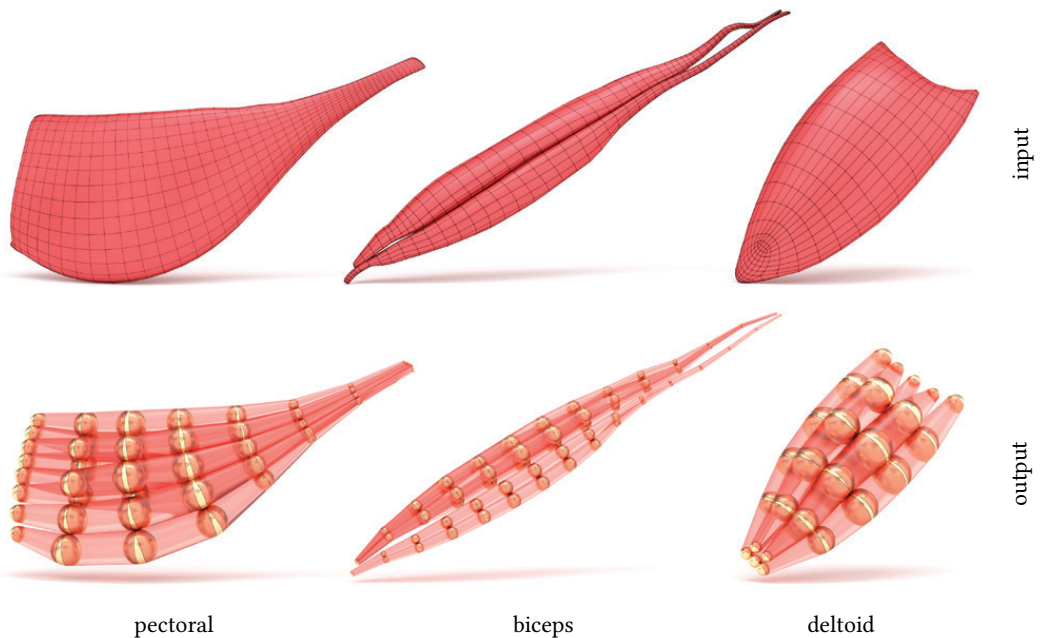 input
output
pectoral
biceps
deltoid